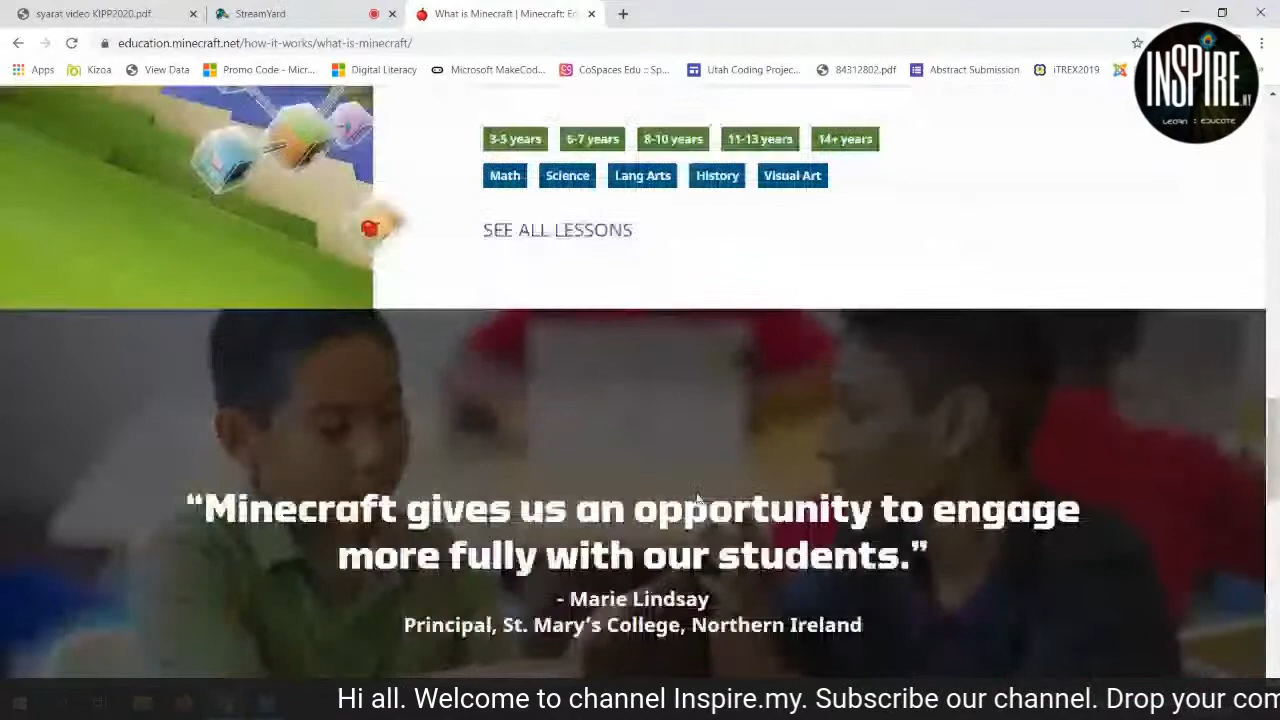 syarat video KIPP2020.pdf
StreamYard
What is Minecraft | Minecraft: Ed
education.minecraft.net/how-it-works/what-is-minecraft/
Apps
Kizoa
View Data
Promo Code - Micr...
Digital Literacy
Microsoft MakeCod...
CoSpaces Edu :: Sp...
Utah Coding Projec...
84312802.pdf
Abstract Submission
iTREX2019
INSPIRE.MY
LEARN : EDUCATE
3-5 years 6-7 years 8-10 years 11-13 years 14+ years
Math Science Lang Arts History Visual Art
SEE ALL LESSONS
“Minecraft gives us an opportunity to engage
more fully with our students.”
- Marie Lindsay
Principal, St. Mary’s College, Northern Ireland
Hi all. Welcome to channel Inspire.my. Subscribe our channel. Drop your com